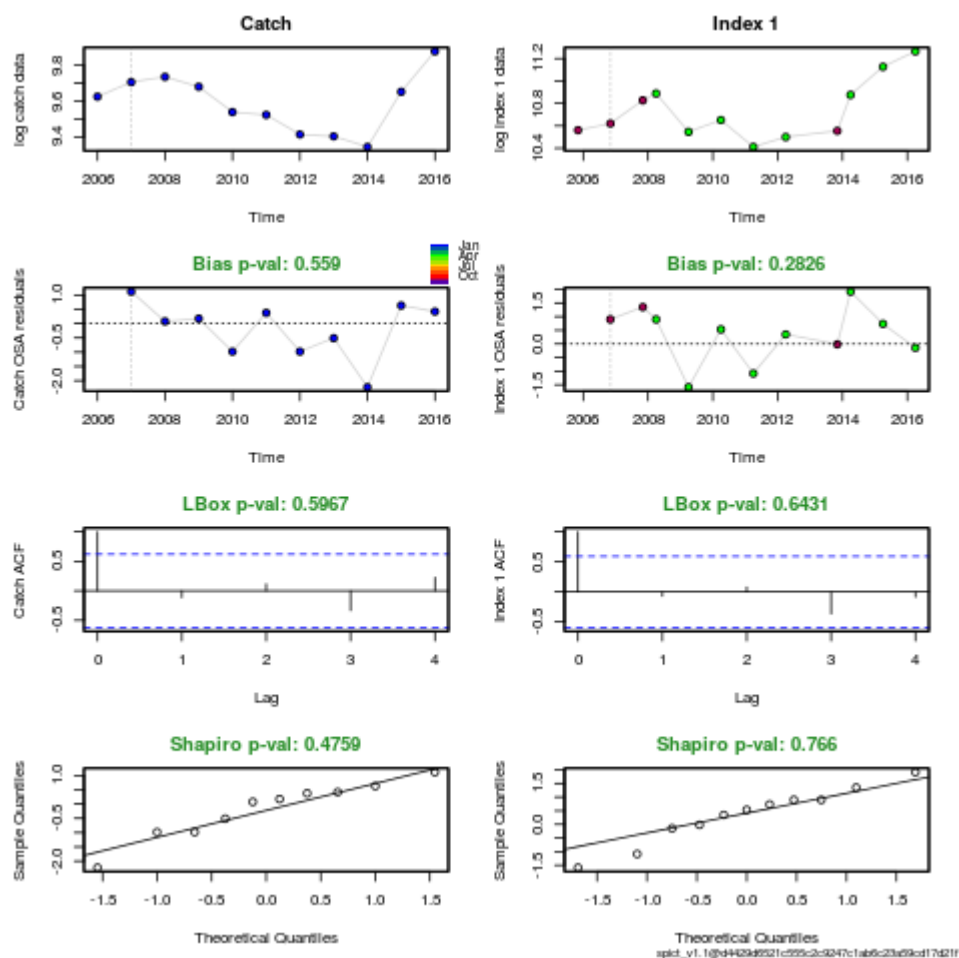 Catch
log catch data
9.4 9.6 9.8
2006 2008 2010 2012 2014 2016
Time
Index 1
log Index 1 data
10.4 10.8 11.2
2006 2008 2010 2012 2014 2016
Time
Bias p-val: 0.559
Jan
Apr
Oct
Catch OSA residuals
-2.0 -0.5 1.0
2006 2008 2010 2012 2014 2016
Time
Bias p-val: 0.2826
Index 1 OSA residuals
-1.5 0.0 1.5
2006 2008 2010 2012 2014 2016
Time
LBox p-val: 0.5967
Catch ACF
-0.5 0.5
0 1 2 3 4
Lag
LBox p-val: 0.6431
Index 1 ACF
-0.5 0.5
0 1 2 3 4
Lag
Shapiro p-val: 0.4759
Sample Quantiles
-2.0 -0.5 1.0
-1.5 -1.0 -0.5 0.0 0.5 1.0 1.5
Theoretical Quantiles
Shapiro p-val: 0.766
Sample Quantiles
-1.5 0.0 1.5
-1.5 -1.0 -0.5 0.0 0.5 1.0 1.5
Theoretical Quantiles